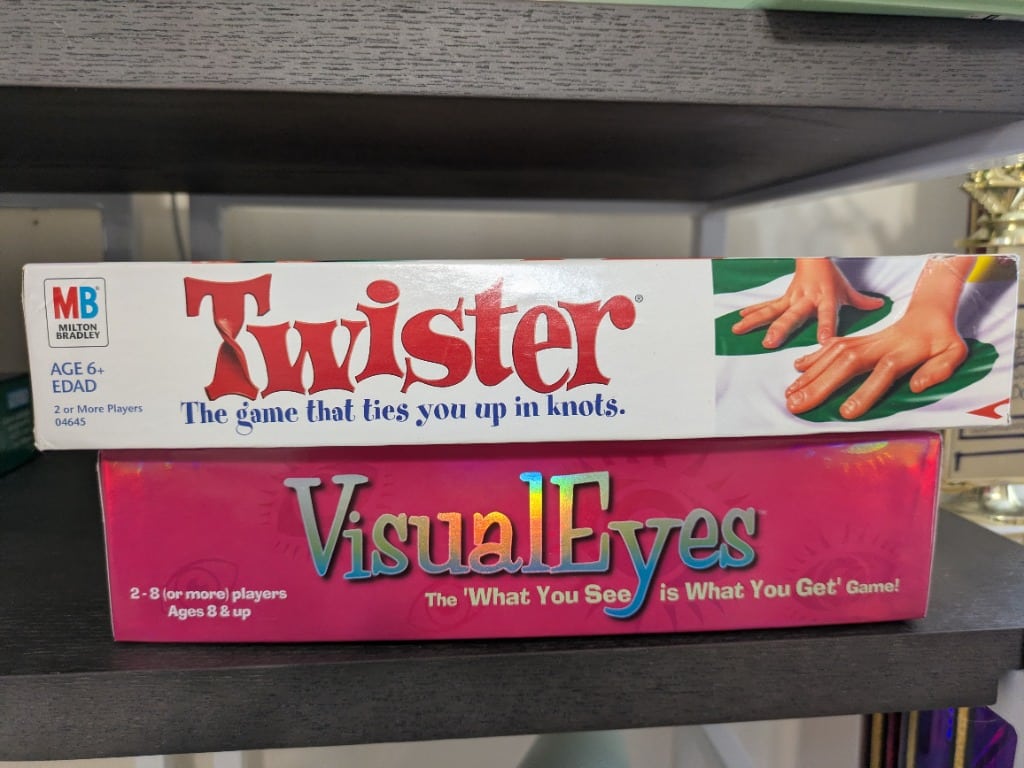 MB
MILTON
BRADLEY
AGE 6+
EDAD
2 or More Players
04645
Twister®
The game that ties you up in knots.
VisualEyes™
2 - 8 (or more) players
Ages 8 & up
The 'What You See is What You Get' Game!